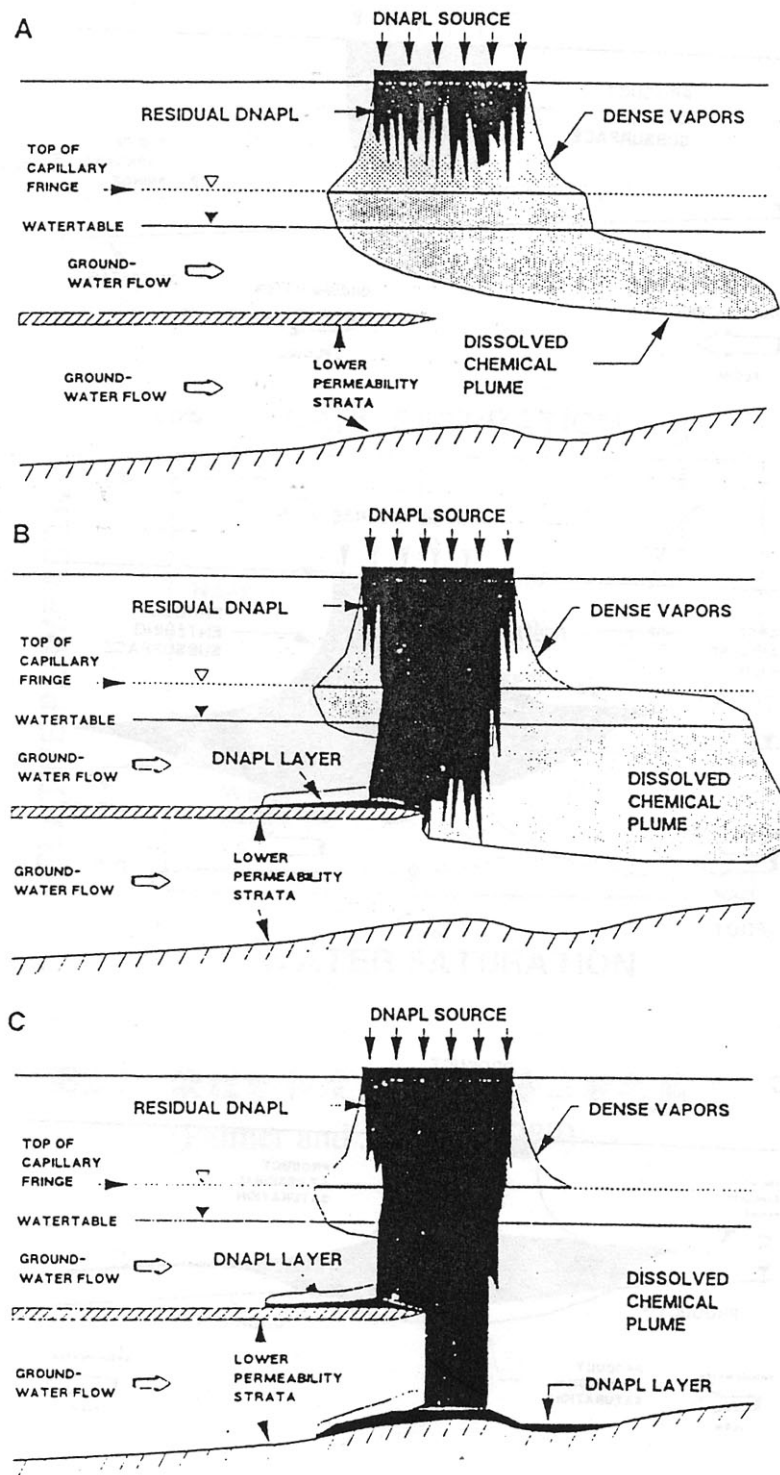 A
DNAPL SOURCE
RESIDUAL DNAPL
DENSE VAPORS
TOP OF
CAPILLARY
FRINGE
WATERTABLE
GROUND-
WATER FLOW
DISSOLVED
CHEMICAL
PLUME
LOWER
PERMEABILITY
STRATA
GROUND-
WATER FLOW
B
DNAPL SOURCE
RESIDUAL DNAPL
DENSE VAPORS
TOP OF
CAPILLARY
FRINGE
WATERTABLE
GROUND-
WATER FLOW
DNAPL LAYER
DISSOLVED
CHEMICAL
PLUME
LOWER
PERMEABILITY
STRATA
GROUND-
WATER FLOW
C
DNAPL SOURCE
RESIDUAL DNAPL
DENSE VAPORS
TOP OF
CAPILLARY
FRINGE
WATERTABLE
GROUND-
WATER FLOW
DNAPL LAYER
DISSOLVED
CHEMICAL
PLUME
LOWER
PERMEABILITY
STRATA
GROUND-
WATER FLOW
DNAPL LAYER